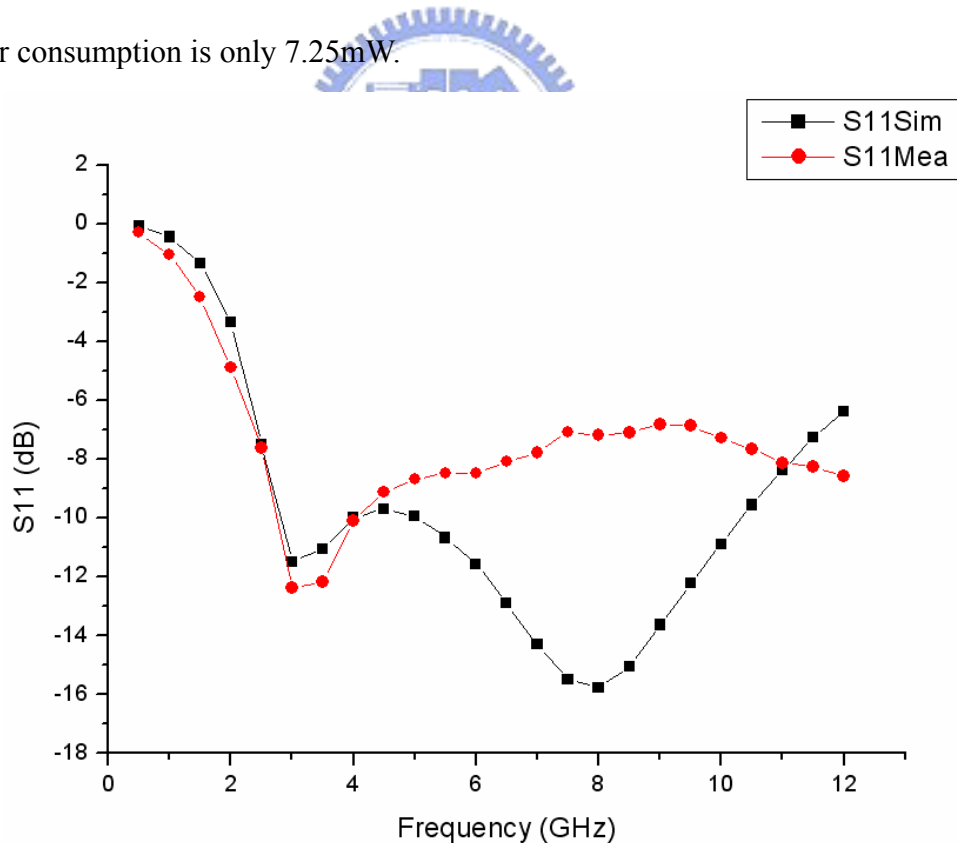 r consumption is only 7.25mW.
S11Sim
S11Mea
2
0
-2
-4
-6
-8
-10
-12
-14
-16
-18
S11 (dB)
0 2 4 6 8 10 12
Frequency (GHz)